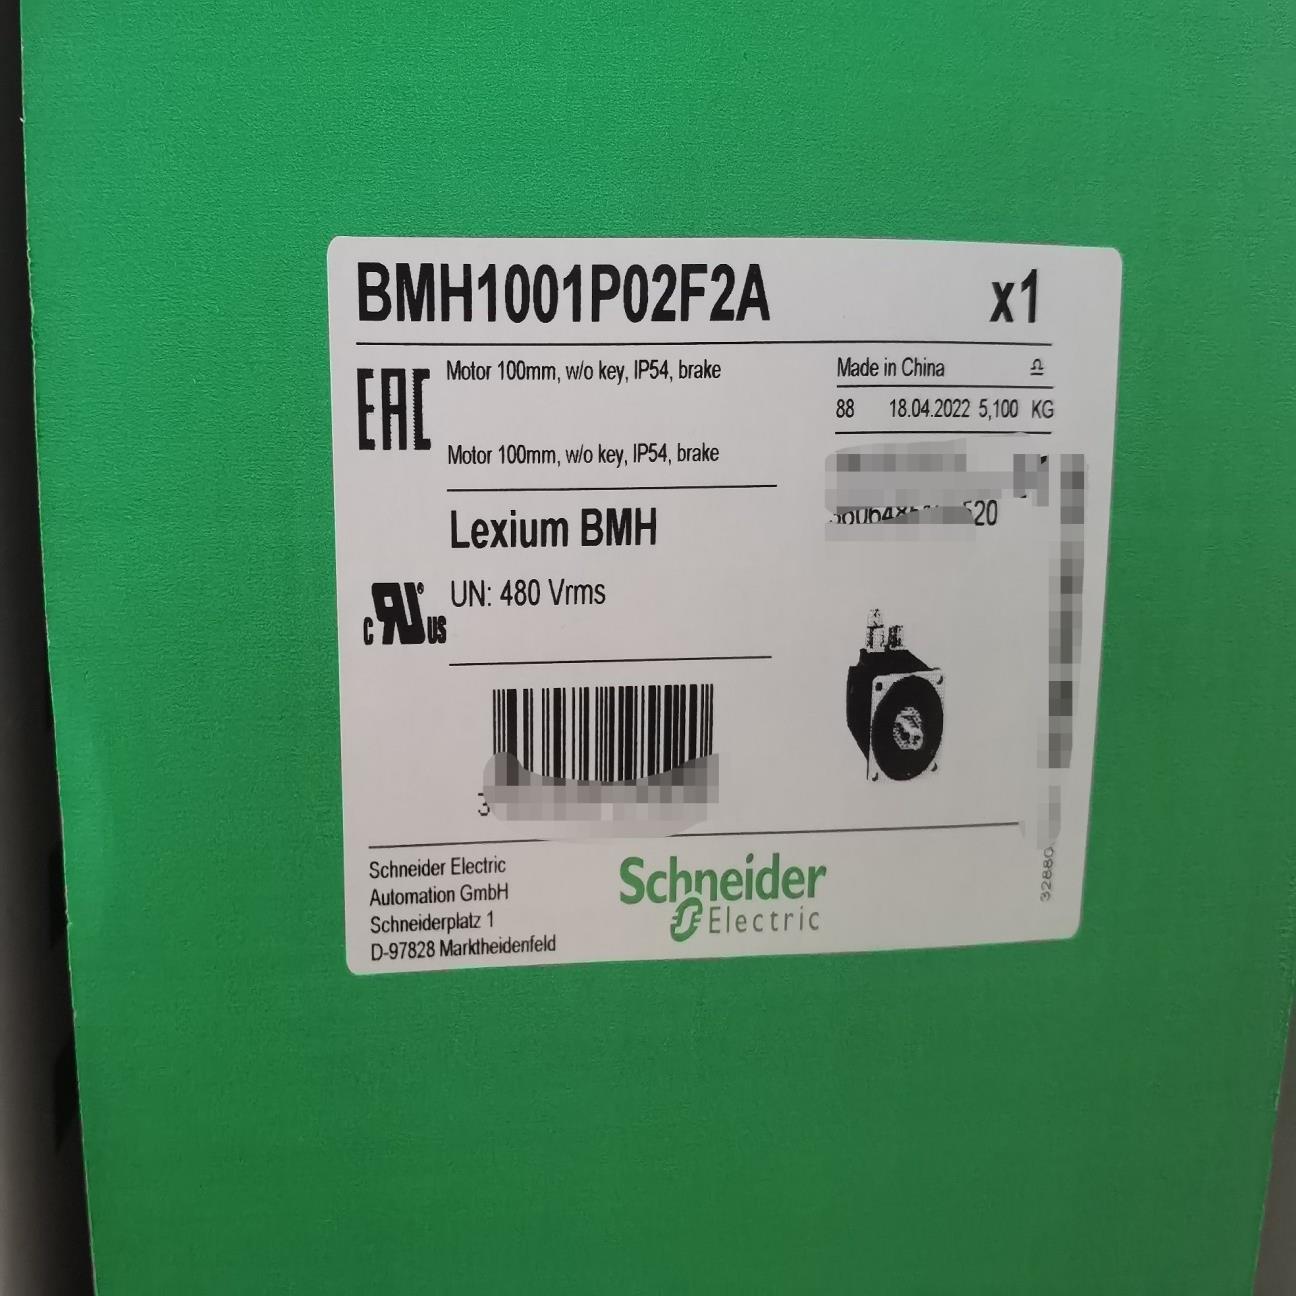 BMH1001P02F2A x1
EAC
Motor 100mm, w/o key, IP54, brake
Motor 100mm, w/o key, IP54, brake
Made in China
88 18.04.2022 5,100 KG
Lexium BMH
UN: 480 Vrms
c RU® US
Schneider Electric
Automation GmbH
Schneiderplatz 1
D-97828 Marktheidenfeld
Schneider
Electric